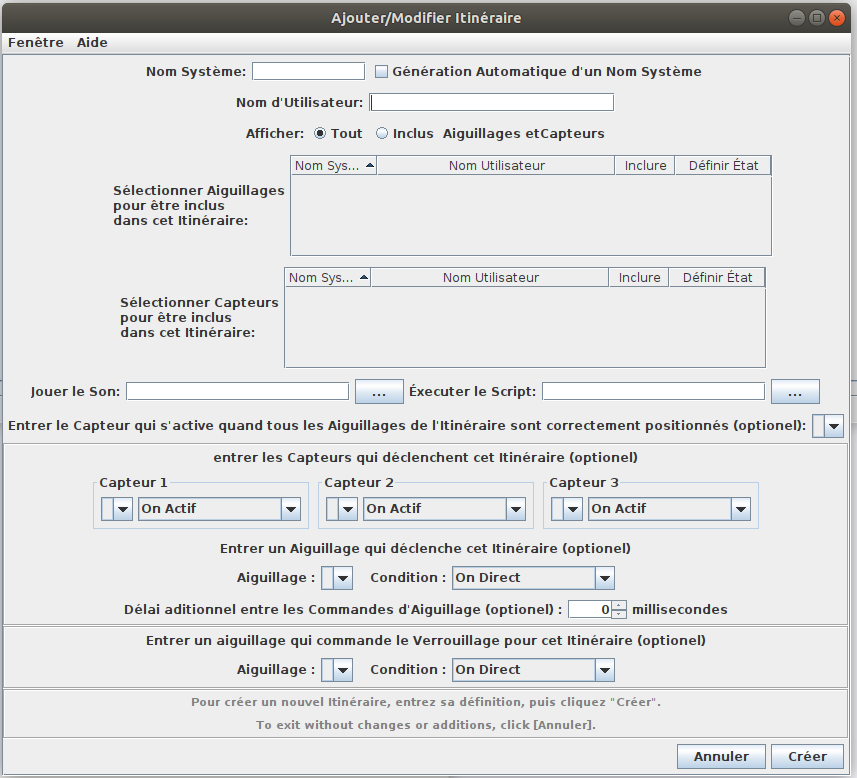 Ajouter/Modifier Itinéraire
Fenêtre Aide
Nom Système: Génération Automatique d'un Nom Système
Nom d'Utilisateur:
Afficher: Tout Inclus Aiguillages etCapteurs
Nom Sys... Nom Utilisateur Inclure Définir État
Sélectionner Aiguillages
pour être inclus
dans cet Itinéraire:
Nom Sys... Nom Utilisateur Inclure Définir État
Sélectionner Capteurs
pour être inclus
dans cet Itinéraire:
Jouer le Son: ... Éxecuter le Script: ...
Entrer le Capteur qui s'active quand tous les Aiguillages de l'Itinéraire sont correctement positionnés (optionel):
entrer les Capteurs qui déclenchent cet Itinéraire (optionel)
Capteur 1 Capteur 2 Capteur 3
On Actif On Actif On Actif
Entrer un Aiguillage qui déclenche cet Itinéraire (optionel)
Aiguillage : Condition : On Direct
Délai aditionnel entre les Commandes d'Aiguillage (optionel) : 0 millisecondes
Entrer un aiguillage qui commande le Verrouillage pour cet Itinéraire (optionel)
Aiguillage : Condition : On Direct
Pour créer un nouvel Itinéraire, entrez sa définition, puis cliquez "Créer".
To exit without changes or additions, click [Annuler].
Annuler Créer